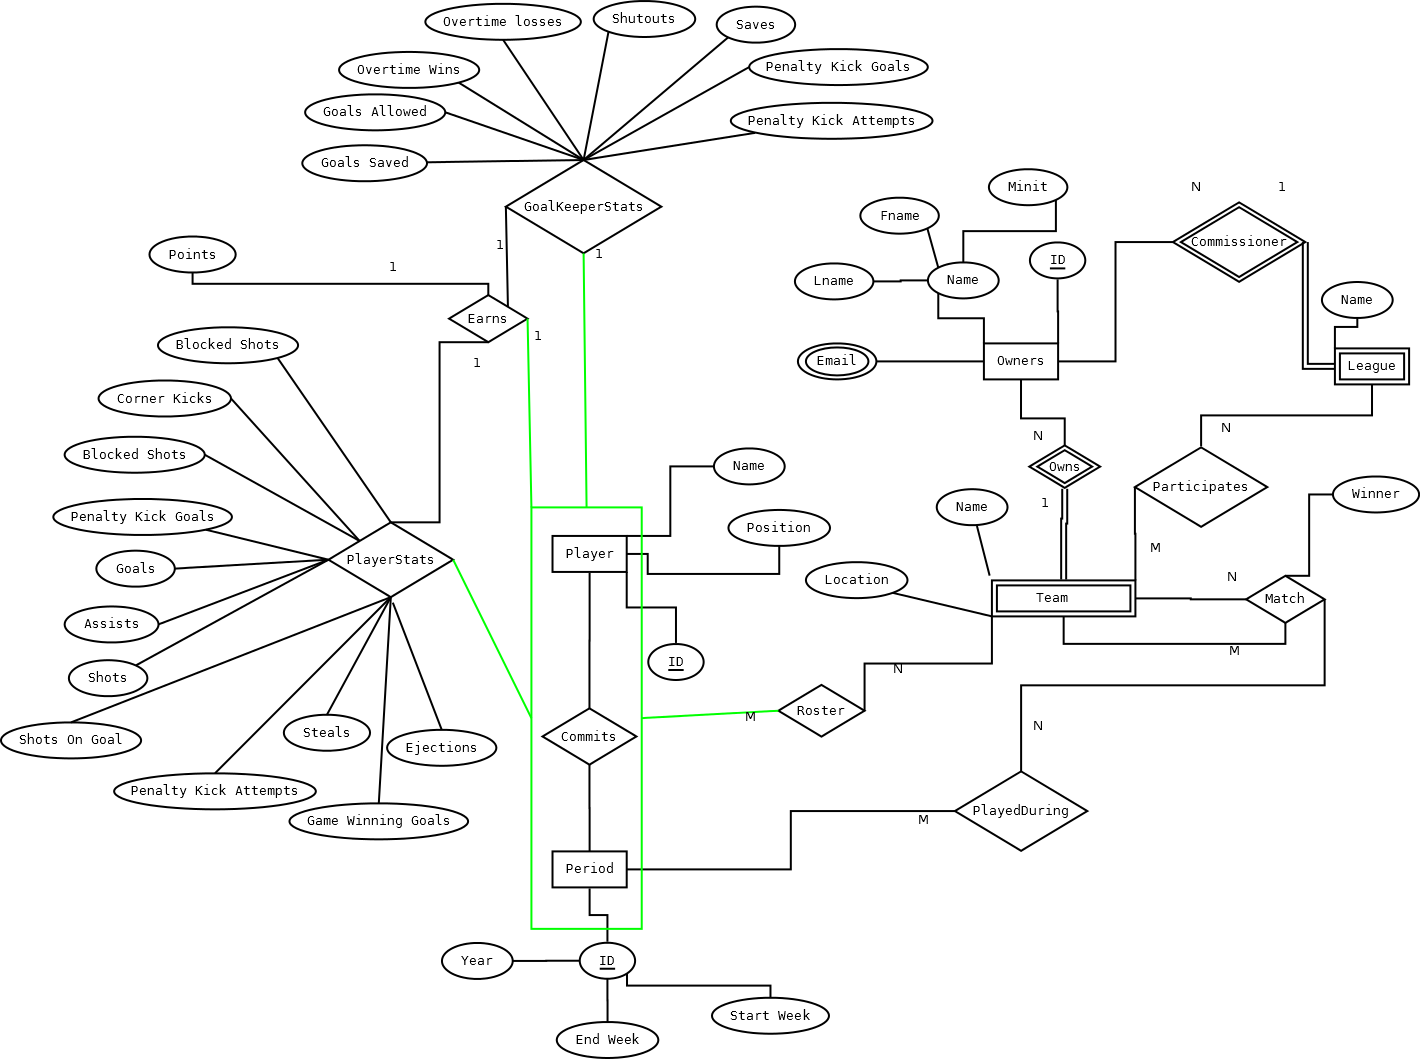 Overtime losses
Shutouts
Saves
Overtime Wins
Penalty Kick Goals
Goals Allowed
Penalty Kick Attempts
Goals Saved
GoalKeeperStats
Minit
N
1
Fname
Commissioner
1
1
Points
ID
1
Lname
Name
Name
Earns
1
Blocked Shots
1
Email
Owners
League
Corner Kicks
N
N
Blocked Shots
Name
Owns
Participates
Winner
1
Name
Penalty Kick Goals
Position
M
Player
PlayerStats
Goals
Location
N
Team
Match
Assists
M
ID
N
Shots
Roster
M
N
Steals
Commits
Shots On Goal
Ejections
Penalty Kick Attempts
PlayedDuring
M
Game Winning Goals
Period
Year
ID
Start Week
End Week